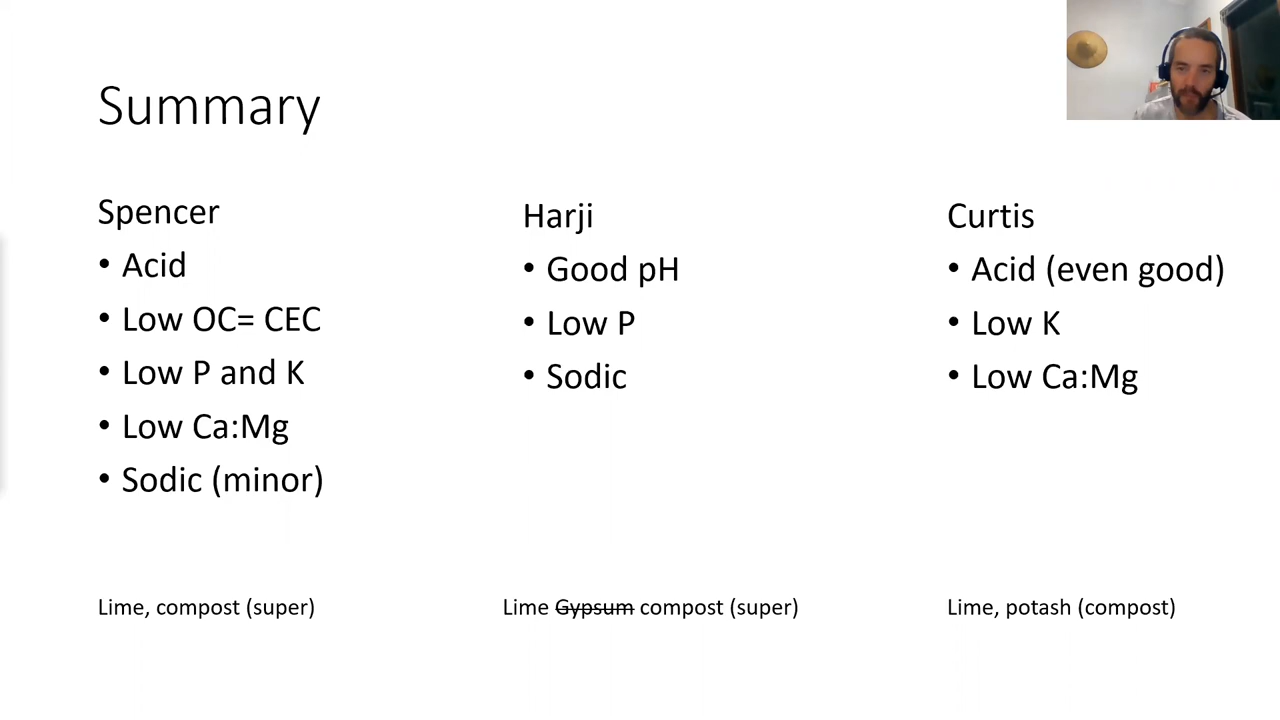 Summary
Spencer
• Acid
• Low OC= CEC
• Low P and K
• Low Ca:Mg
• Sodic (minor)
Lime, compost (super)
Harji
• Good pH
• Low P
• Sodic
Lime Gypsum compost (super)
Curtis
• Acid (even good)
• Low K
• Low Ca:Mg
Lime, potash (compost)